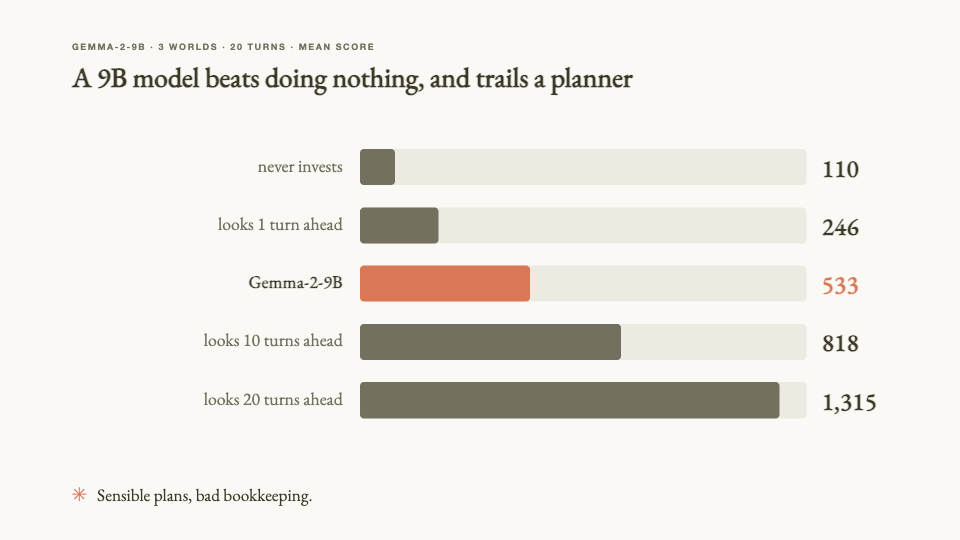 GEMMA-2-9B · 3 WORLDS · 20 TURNS · MEAN SCORE
A 9B model beats doing nothing, and trails a planner
never invests 110
looks 1 turn ahead 246
Gemma-2-9B 533
looks 10 turns ahead 818
looks 20 turns ahead 1,315
Sensible plans, bad bookkeeping.